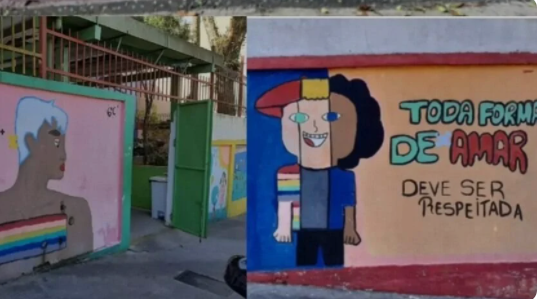 TODA FORMA
DE AMAR
DEVE SER
RESPEITADA